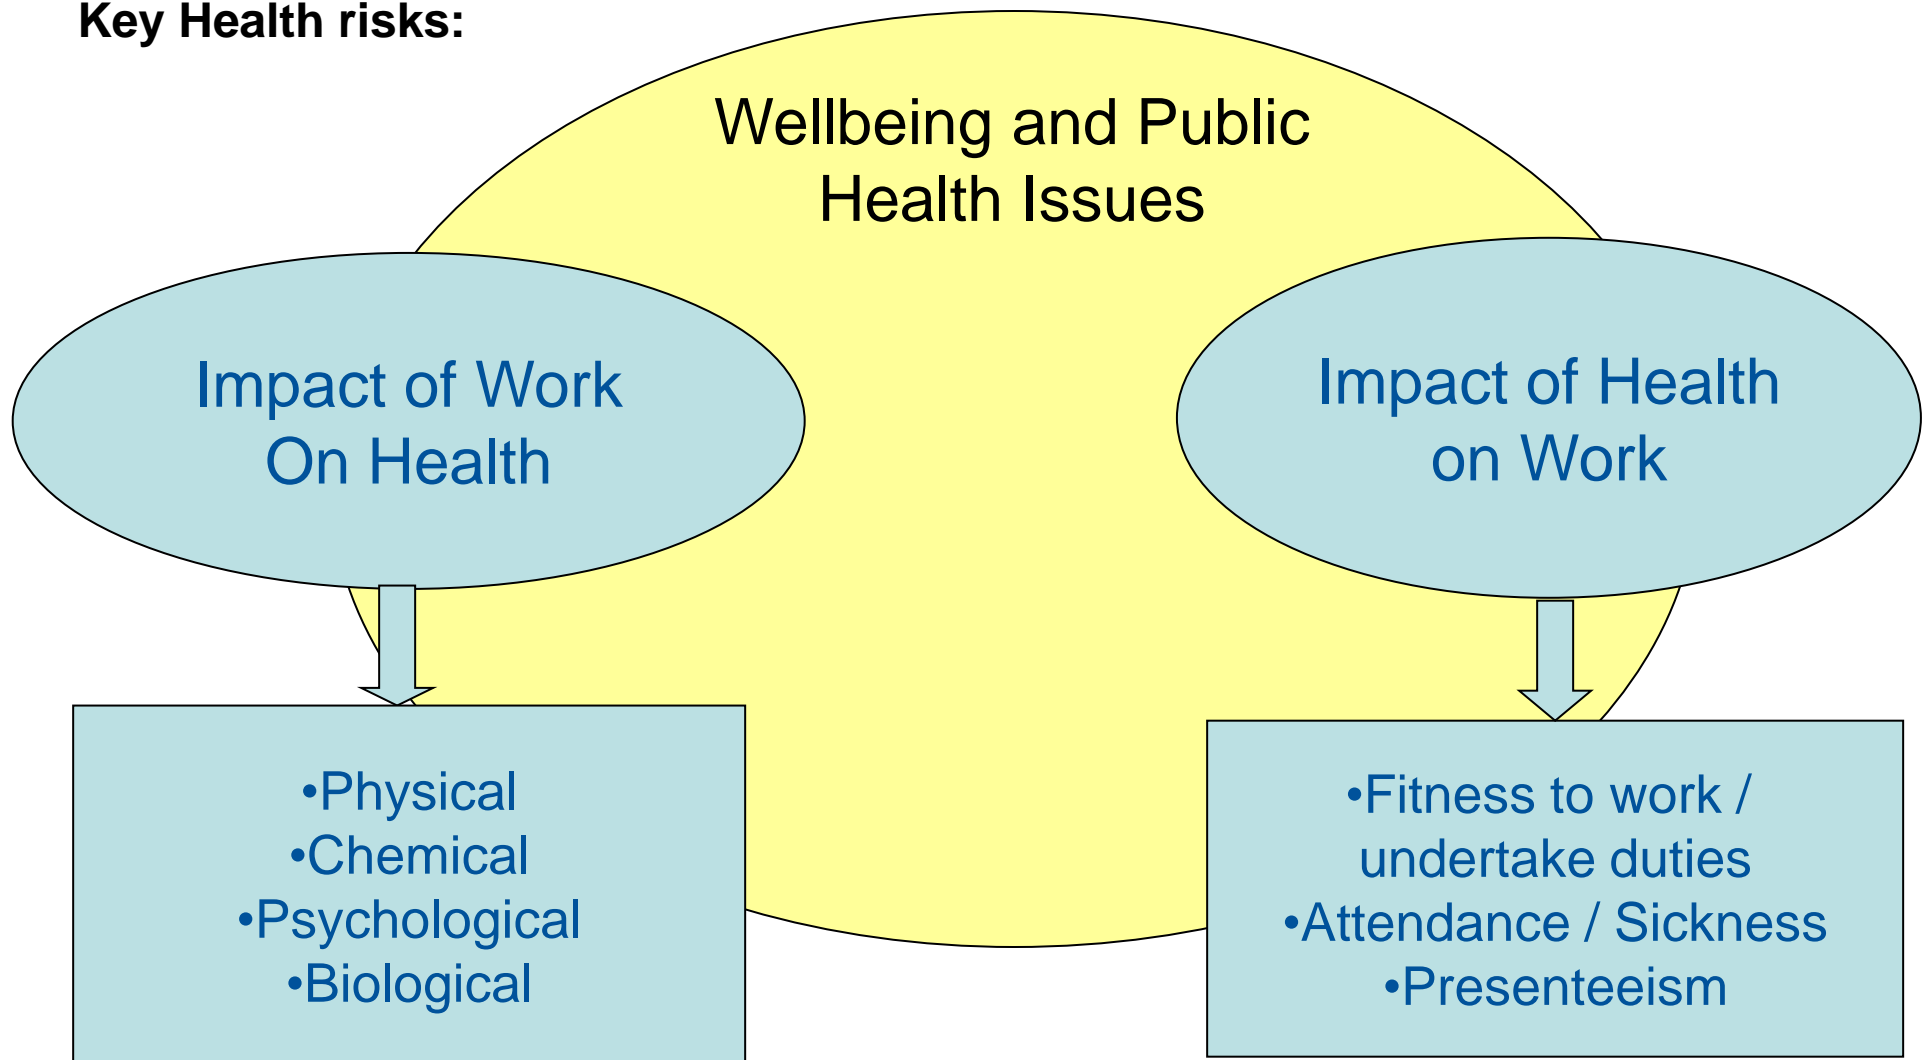 Key Health risks:
Wellbeing and Public
Health Issues
Impact of Work
On Health
Impact of Health
on Work
•Physical
•Chemical
•Psychological
•Biological
•Fitness to work /
undertake duties
•Attendance / Sickness
•Presenteeism